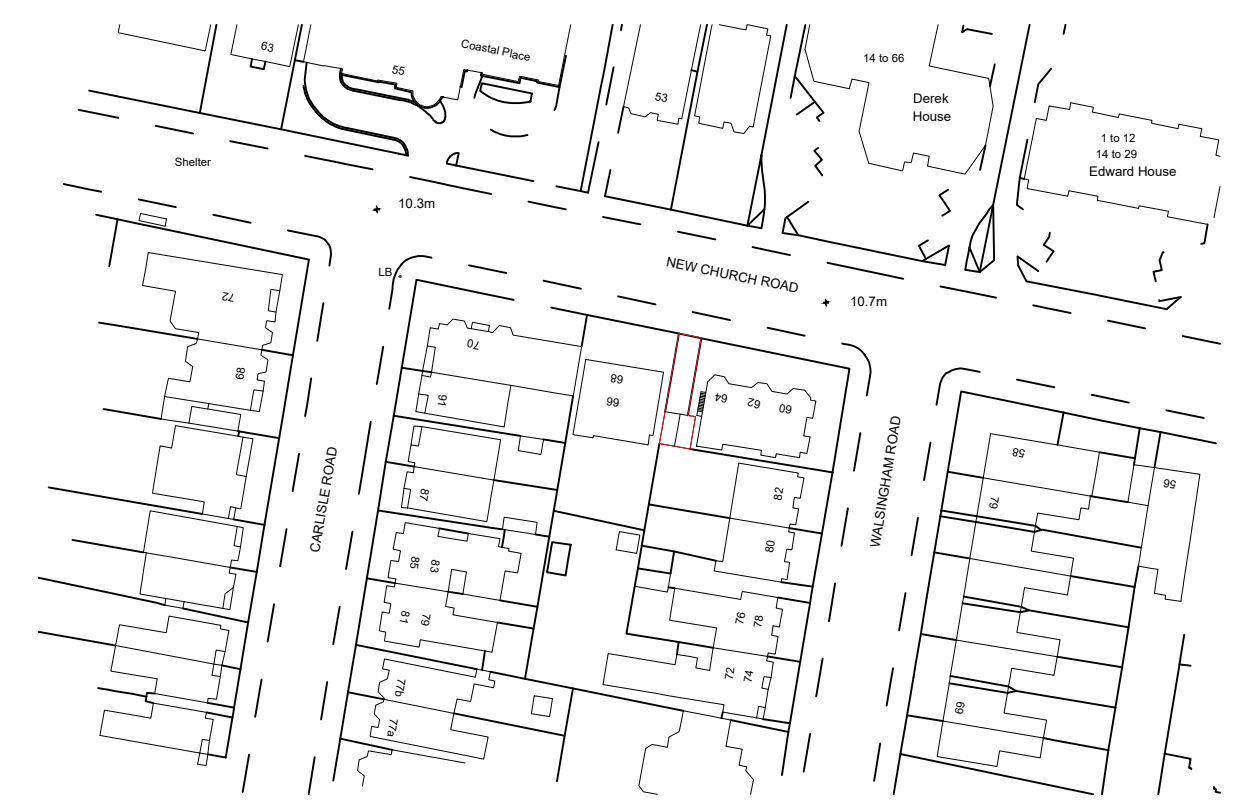 63
Coastal Place
55
53
14 to 66
Derek
House
1 to 12
14 to 29
Edward House
Shelter
10.3m
LB
NEW CHURCH ROAD
10.7m
72
68
70
91
68
66
64
62
60
CARLISLE ROAD
WALSINGHAM ROAD
87
82
80
58
56
79
85
83
81
79
76
78
72
74
77b
77a
69